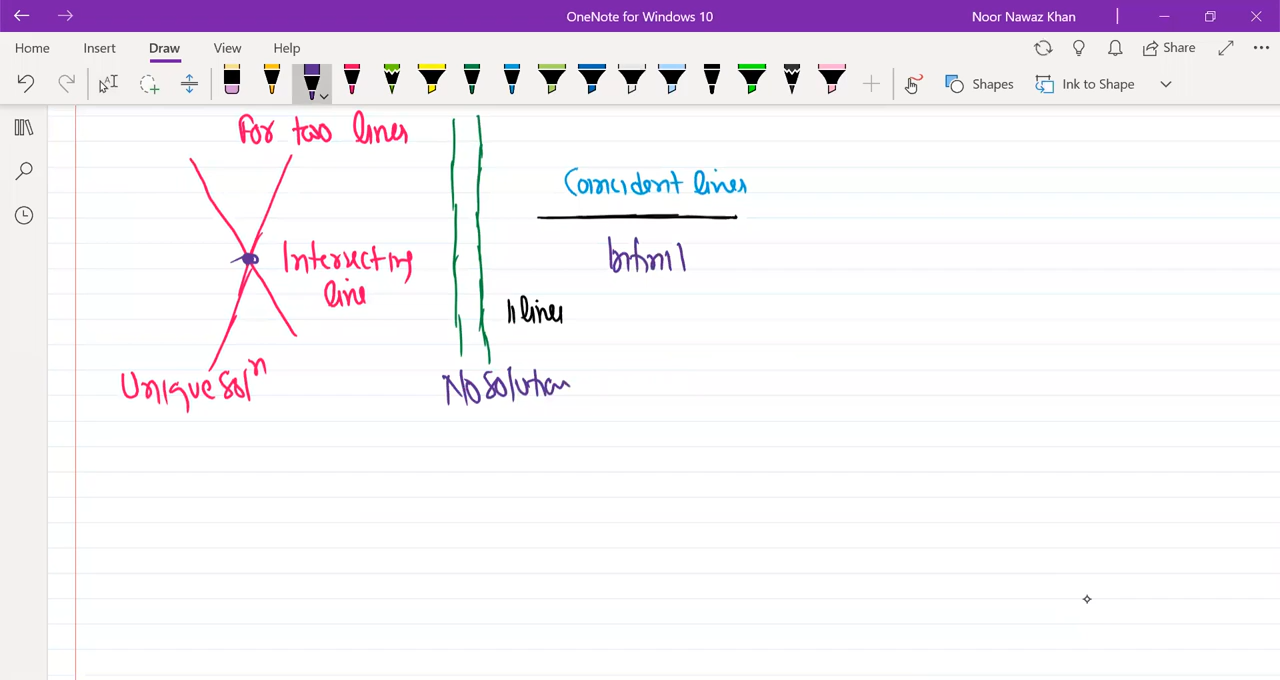 OneNote for Windows 10
Noor Nawaz Khan
Home Insert Draw View Help
Share
Shapes
Ink to Shape
For two lines
Coincident lines
Intersecting
line
11 lines
Unique Solⁿ
No Solution